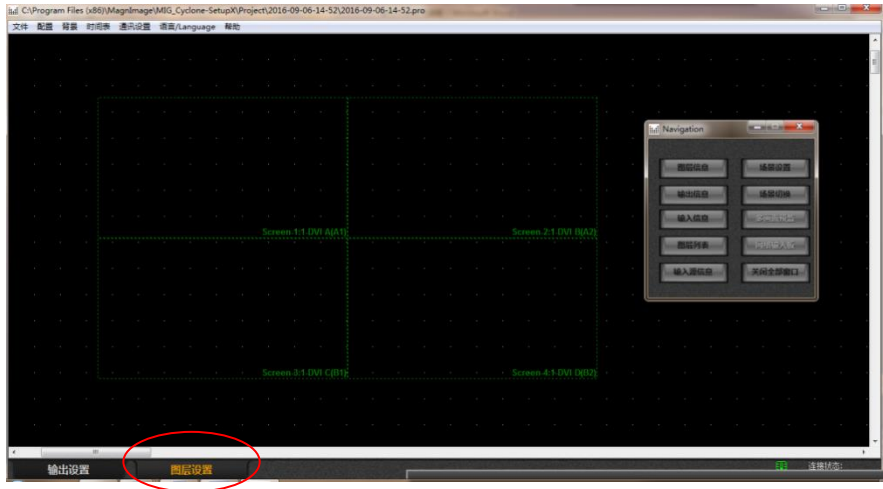 C:\Program Files (x86)\MagnImage\MIG_Cyclone-SetupX\Project\2016-09-06-14-52\2016-09-06-14-52.pro
文件 配置 背景 时间表 通讯设置 语言/Language 帮助
Screen 1:1-DVI A(A1) Screen 2:1-DVI B(A2)
Screen 3:1-DVI C(B1) Screen 4:1-DVI D(B2)
Navigation
图层信息 场景设置
输出信息 场景切换
输入信息
图层列表
输入源信息 关闭全部窗口
输出设置 图层设置 连接状态: